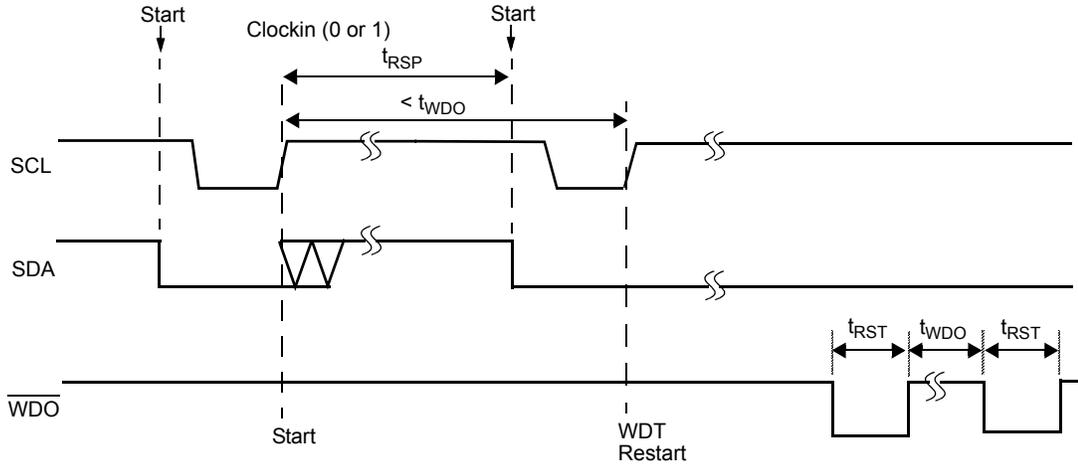 Start
Start
Clockin (0 or 1)
tRSP
< tWDO
SCL
SDA
tRST
tWDO
tRST
WDO
Start
WDT
Restart